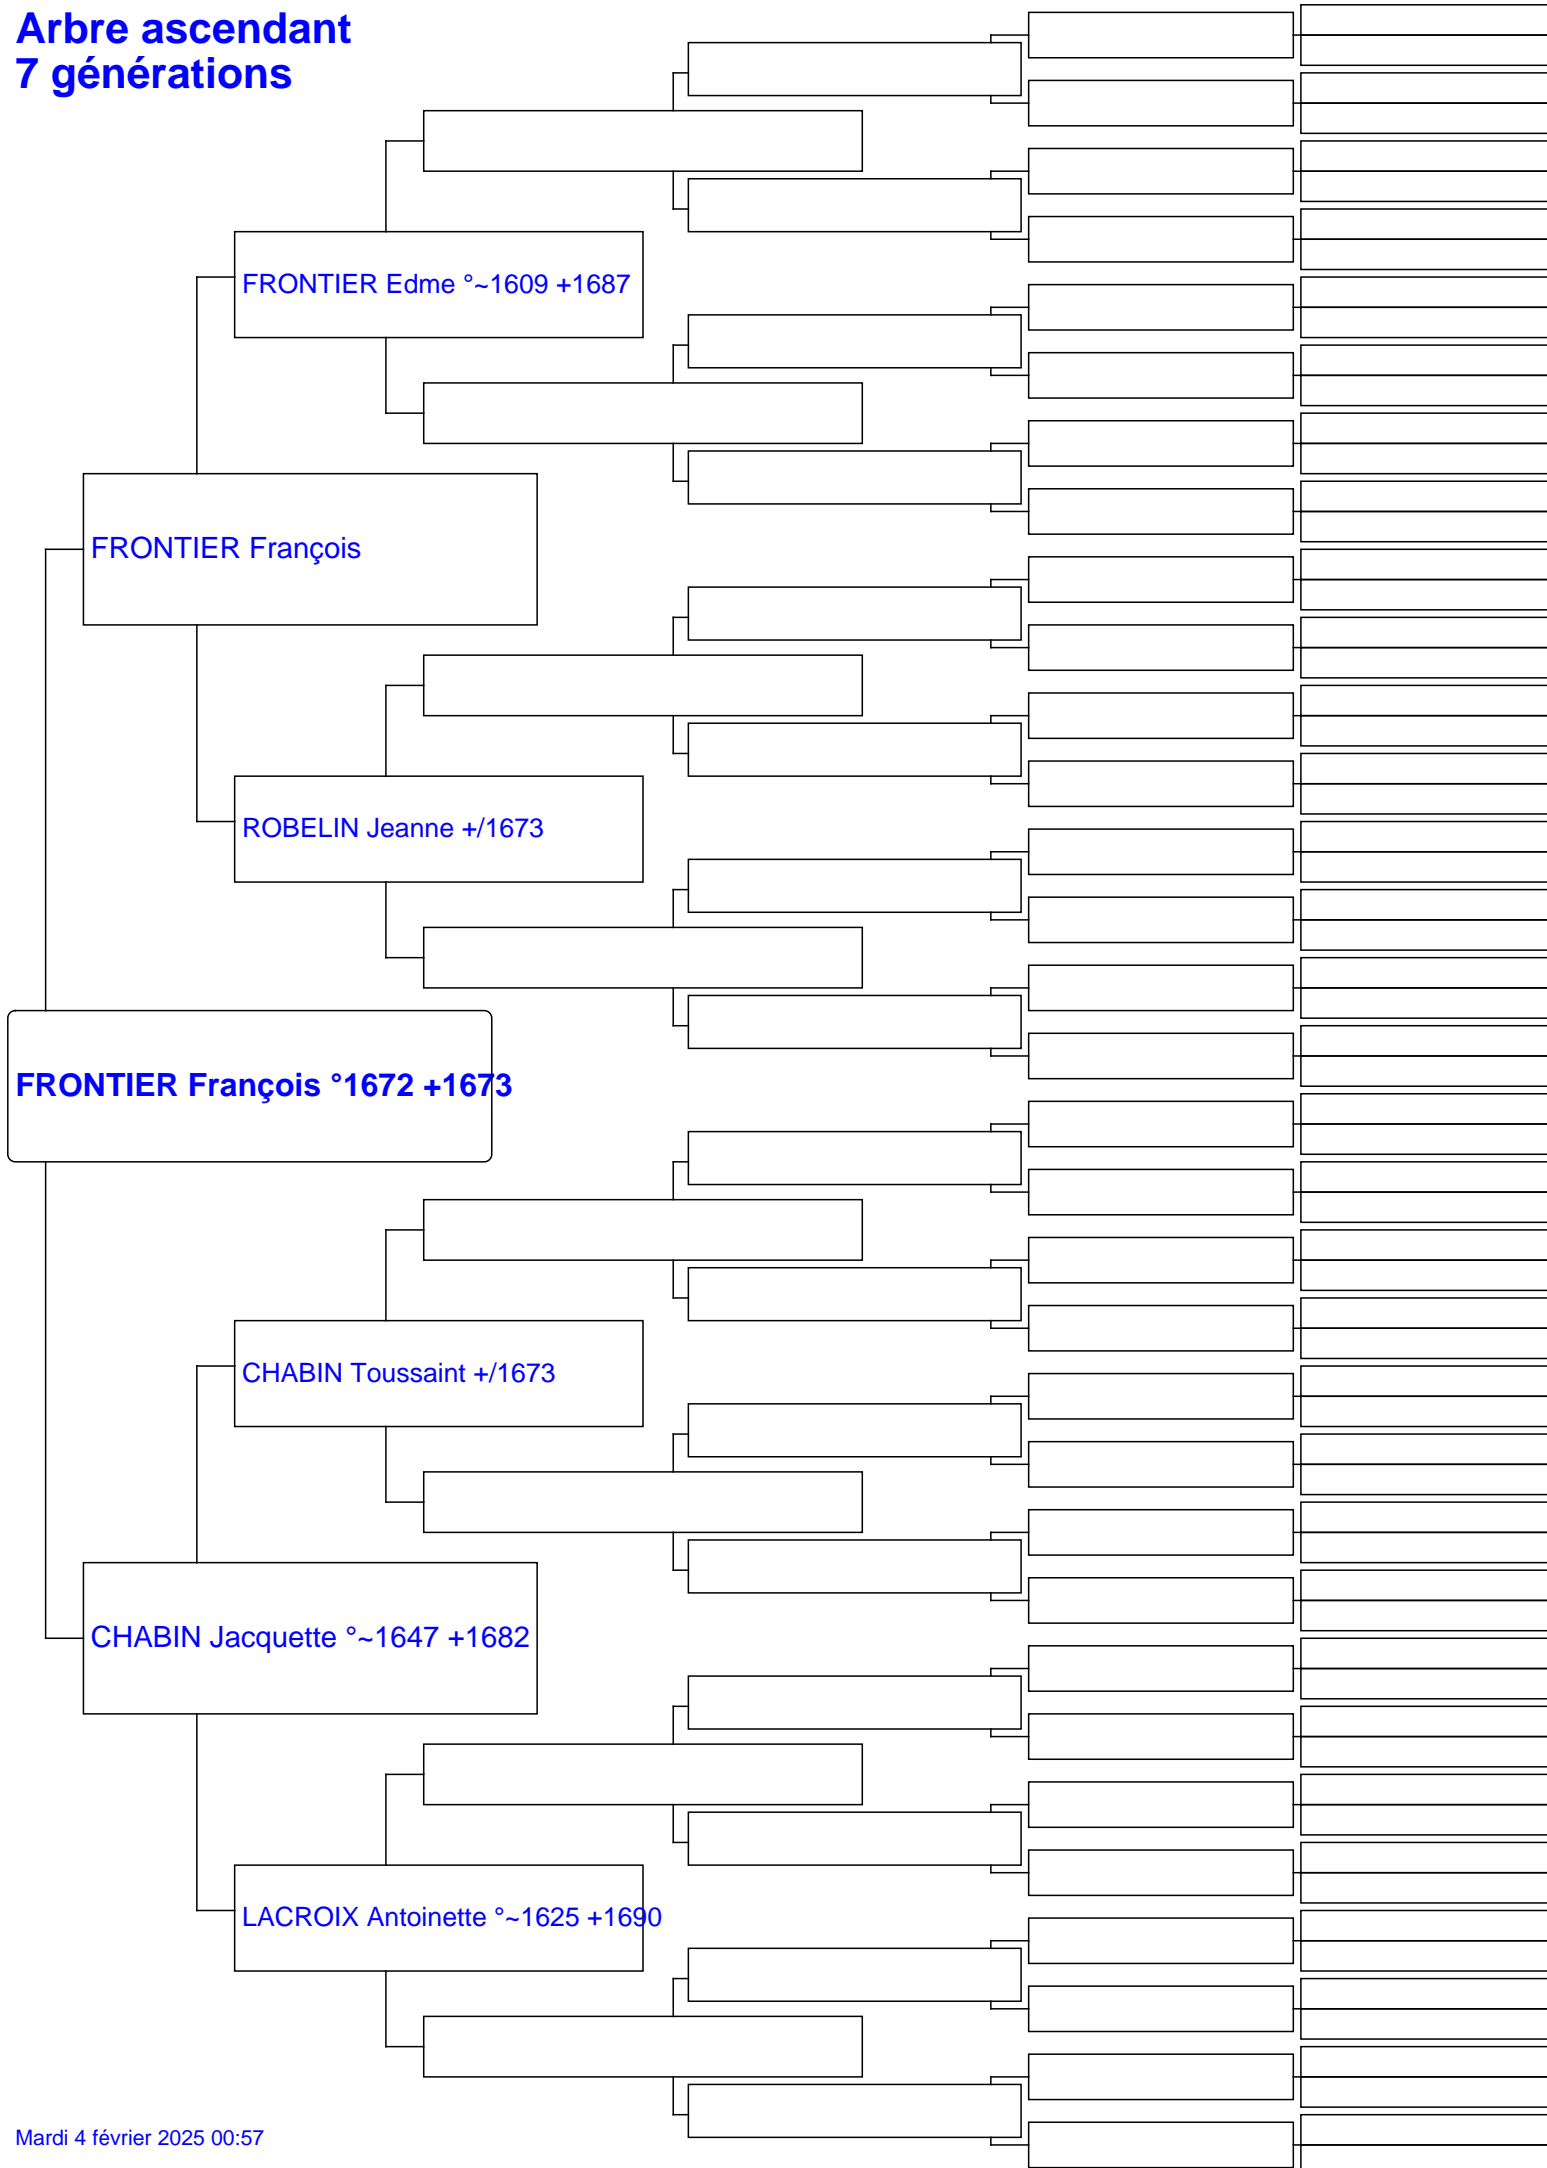 Arbre ascendant
7 générations
FRONTIER Edme °~1609 +1687
FRONTIER François
ROBELIN Jeanne +/1673
FRONTIER François °1672 +1673
CHABIN Toussaint +/1673
CHABIN Jacquette °~1647 +1682
LACROIX Antoinette °~1625 +1690
Mardi 4 février 2025 00:57